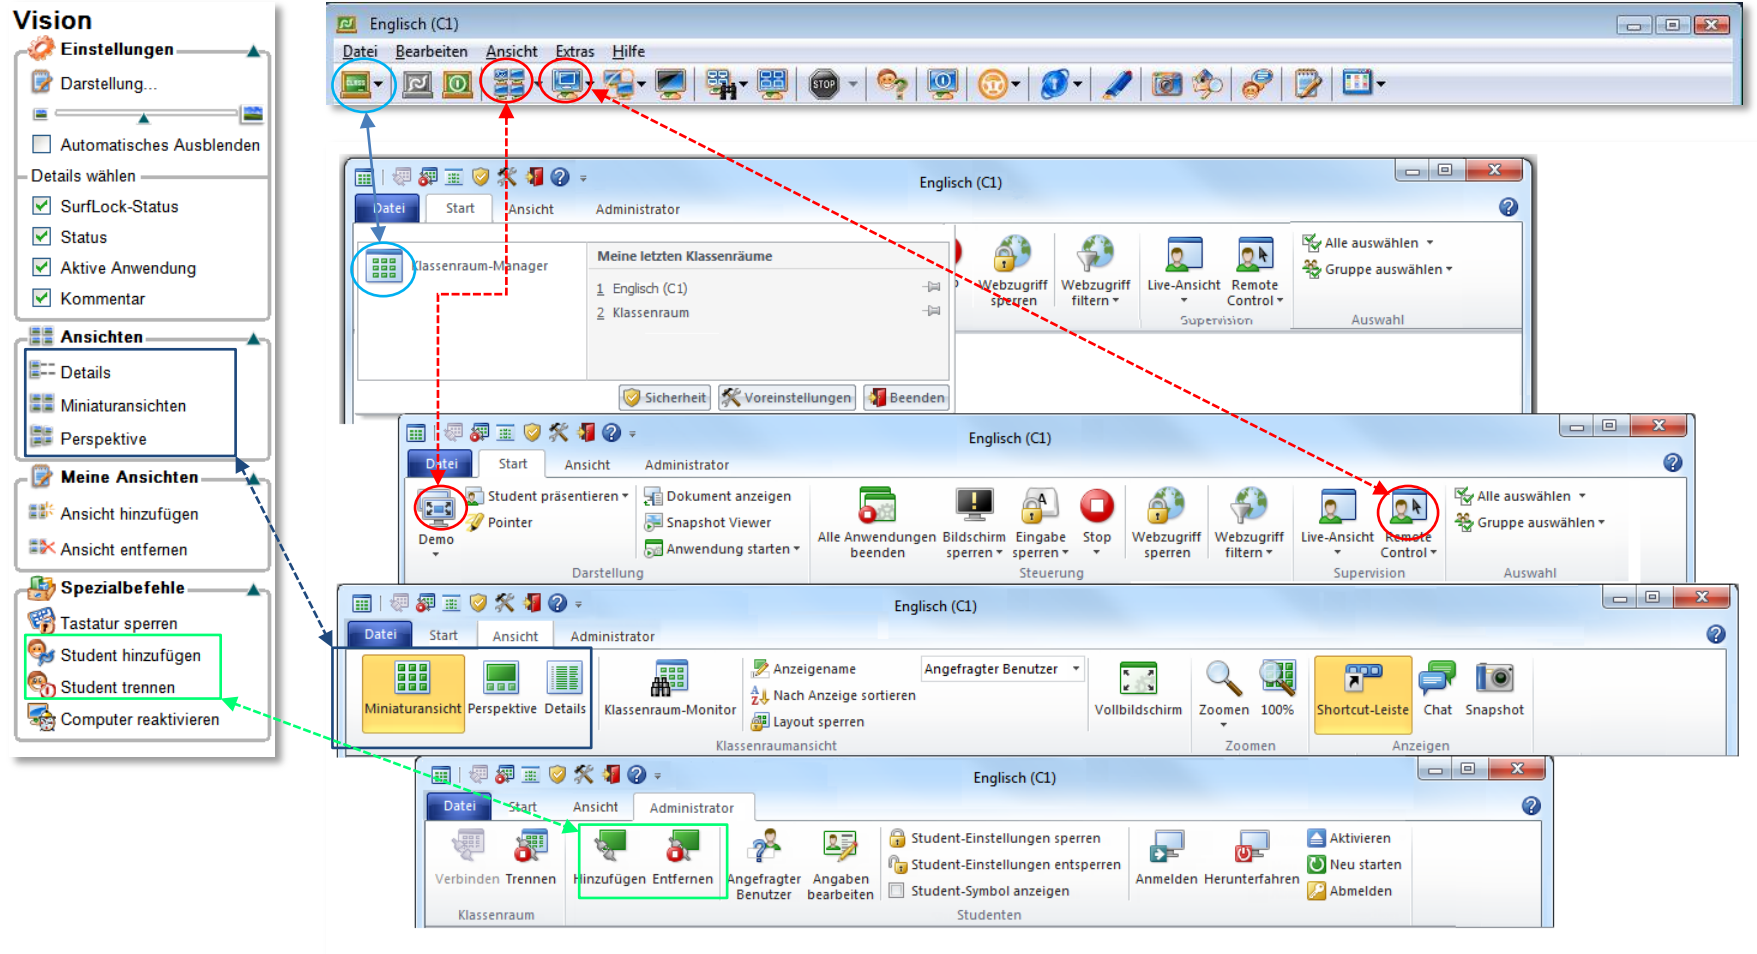 Vision
Einstellungen
Darstellung...
Automatisches Ausblenden
Details wählen
SurfLock-Status
Status
Aktive Anwendung
Kommentar
Ansichten
Details
Miniaturansichten
Perspektive
Meine Ansichten
Ansicht hinzufügen
Ansicht entfernen
Spezialbefehle
Tastatur sperren
Student hinzufügen
Student trennen
Computer reaktivieren
Englisch (C1)
Datei Bearbeiten Ansicht Extras Hilfe
CLASS
STOP
Englisch (C1)
Datei Start Ansicht Administrator
Klassenraum-Manager
Meine letzten Klassenräume
1 Englisch (C1)
2 Klassenraum
Sicherheit Voreinstellungen Beenden
Webzugriff sperren
Webzugriff filtern
Live-Ansicht
Remote Control
Supervision
Alle auswählen
Gruppe auswählen
Auswahl
Englisch (C1)
Datei Start Ansicht Administrator
Demo
Student präsentieren
Pointer
Dokument anzeigen
Snapshot Viewer
Anwendung starten
Darstellung
Alle Anwendungen beenden
Bildschirm sperren
Eingabe sperren
Stop
Webzugriff sperren
Webzugriff filtern
Steuerung
Live-Ansicht
Remote Control
Supervision
Alle auswählen
Gruppe auswählen
Auswahl
Englisch (C1)
Datei Start Ansicht Administrator
Miniaturansicht Perspektive Details
Klassenraum-Monitor
Anzeigename
Angefragter Benutzer
Nach Anzeige sortieren
Layout sperren
Klassenraumansicht
Vollbildschirm
Zoomen 100%
Zoomen
Shortcut-Leiste Chat Snapshot
Anzeigen
Englisch (C1)
Datei Start Ansicht Administrator
Verbinden Trennen
Klassenraum
Hinzufügen Entfernen
Angefragter Benutzer
Angaben bearbeiten
Student-Einstellungen sperren
Student-Einstellungen entsperren
Student-Symbol anzeigen
Anmelden Herunterfahren
Aktivieren
Neu starten
Abmelden
Studenten